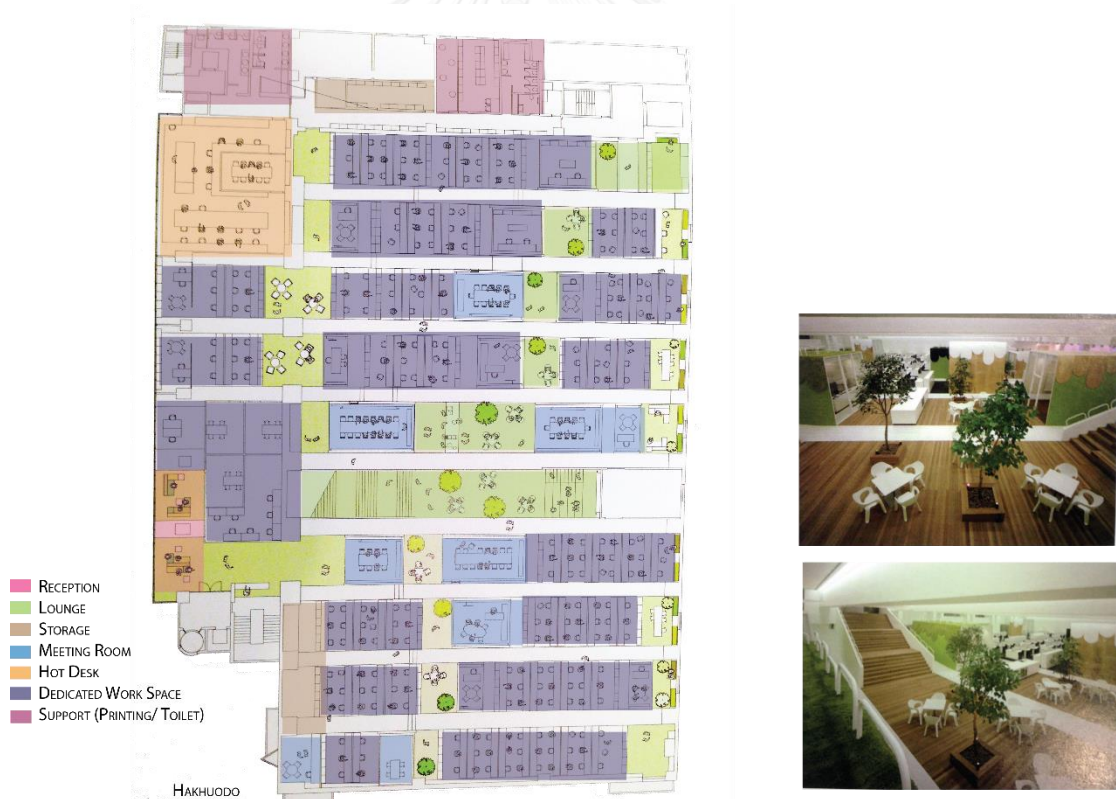 RECEPTION
LOUNGE
STORAGE
MEETING ROOM
HOT DESK
DEDICATED WORK SPACE
SUPPORT (PRINTING/ TOILET)
HAKHUODO